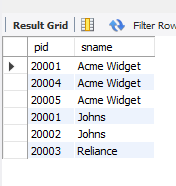 Result Grid Filter Row
pid sname
20001 Acme Widget
20004 Acme Widget
20005 Acme Widget
20001 Johns
20002 Johns
20003 Reliance